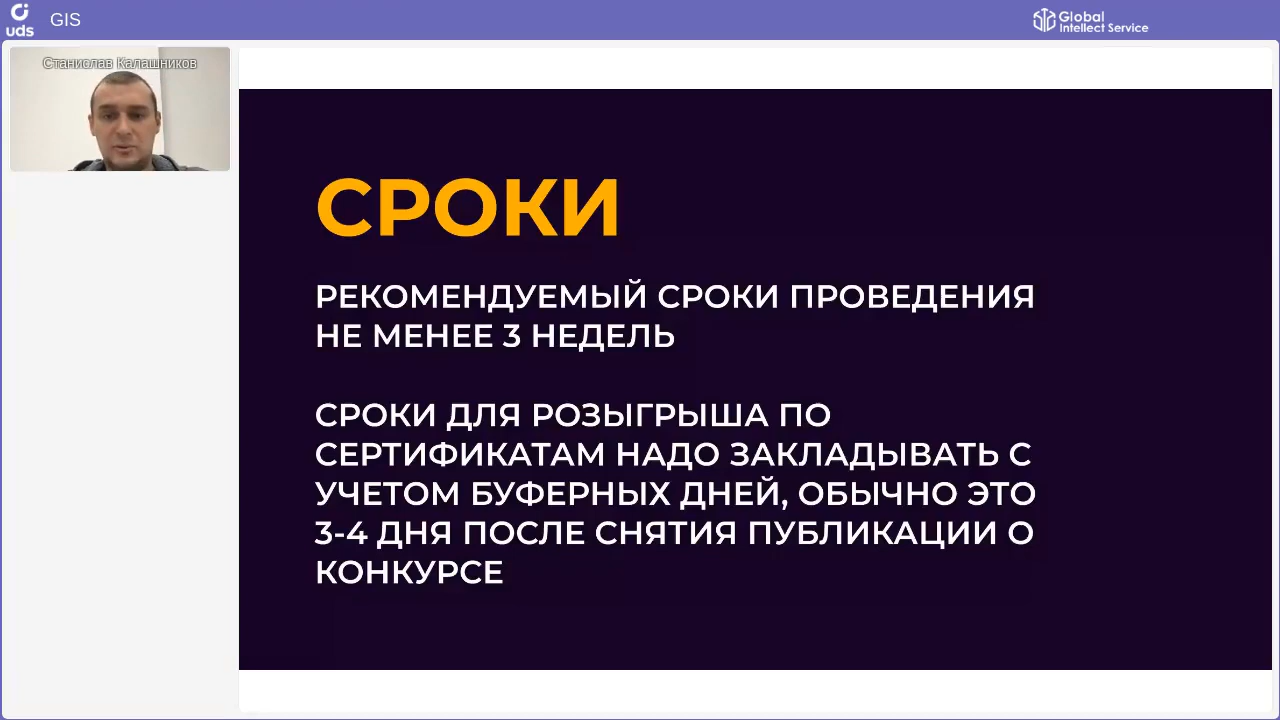 uds
GIS
Global
Intellect Service
Станислав Калашников
СРОКИ
РЕКОМЕНДУЕМЫЙ СРОКИ ПРОВЕДЕНИЯ
НЕ МЕНЕЕ 3 НЕДЕЛЬ
СРОКИ ДЛЯ РОЗЫГРЫША ПО
СЕРТИФИКАТАМ НАДО ЗАКЛАДЫВАТЬ С
УЧЕТОМ БУФЕРНЫХ ДНЕЙ, ОБЫЧНО ЭТО
3-4 ДНЯ ПОСЛЕ СНЯТИЯ ПУБЛИКАЦИИ О
КОНКУРСЕ